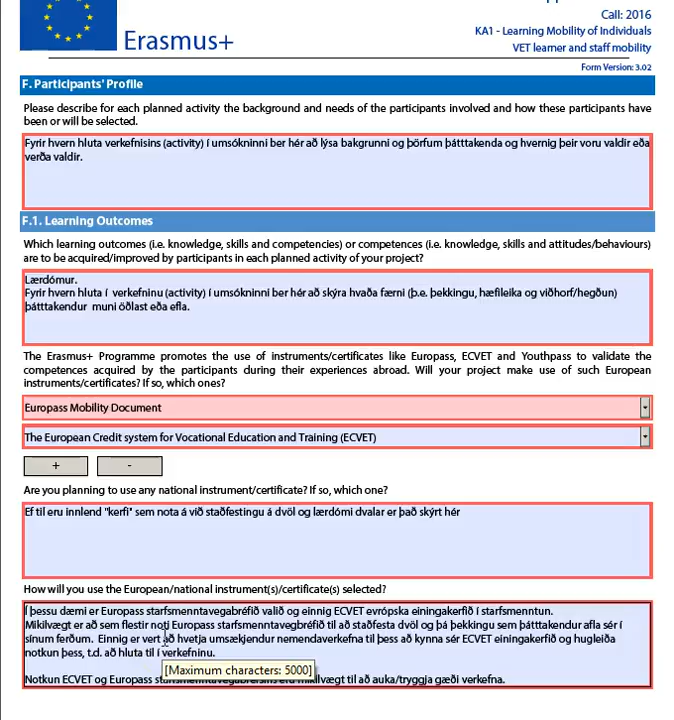 Call: 2016
KA1 - Learning Mobility of Individuals
Erasmus+
VET learner and staff mobility
Form Version: 3.02
F. Participants' Profile
Please describe for each planned activity the background and needs of the participants involved and how these participants have
been or will be selected.
Fyrir hvern hluta verkefnisins (activity) í umsókninni ber hér að lýsa bakgrunni og þörfum þátttakenda og hvernig þeir voru valdir eða
verða valdir.
F.1. Learning Outcomes
Which learning outcomes (i.e. knowledge, skills and competencies) or competences (i.e. knowledge, skills and attitudes/behaviours)
are to be acquired/improved by participants in each planned activity of your project?
Lærdómur.
Fyrir hvern hluta í verkefninu (activity) í umsókninni ber hér að skýra hvaða færni (þ.e. þekkingu, hæfileika og viðhorf/hegðun)
þátttakendur muni öðlast eða efla.
The Erasmus+ Programme promotes the use of instruments/certificates like Europass, ECVET and Youthpass to validate the
competences acquired by the participants during their experiences abroad. Will your project make use of such European
instruments/certificates? If so, which ones?
Europass Mobility Document
The European Credit system for Vocational Education and Training (ECVET)
+ -
Are you planning to use any national instrument/certificate? If so, which one?
Ef til eru innlend "kerfi" sem nota á við staðfestingu á dvöl og lærdómi dvalar er það skýrt hér
How will you use the European/national instrument(s)/certificate(s) selected?
Í þessu dæmi er Europass starfsmenntavegabréfið valið og einnig ECVET evrópska einingakerfið í starfsmenntun.
Mikilvægt er að sem flestir noti Europass starfsmenntavegbréfið til að staðfesta dvöl og þá þekkingu sem þátttakendur afla sér í
sínum ferðum. Einnig er vert að hvetja umsækjendur nemendaverkefna til þess að kynna sér ECVET einingakerfið og hugleiða
notkun þess, t.d. að hluta til í verkefninu.
[Maximum characters: 5000]
Notkun ECVET og Europass mikilvægt til að auka/tryggja gæði verkefna.